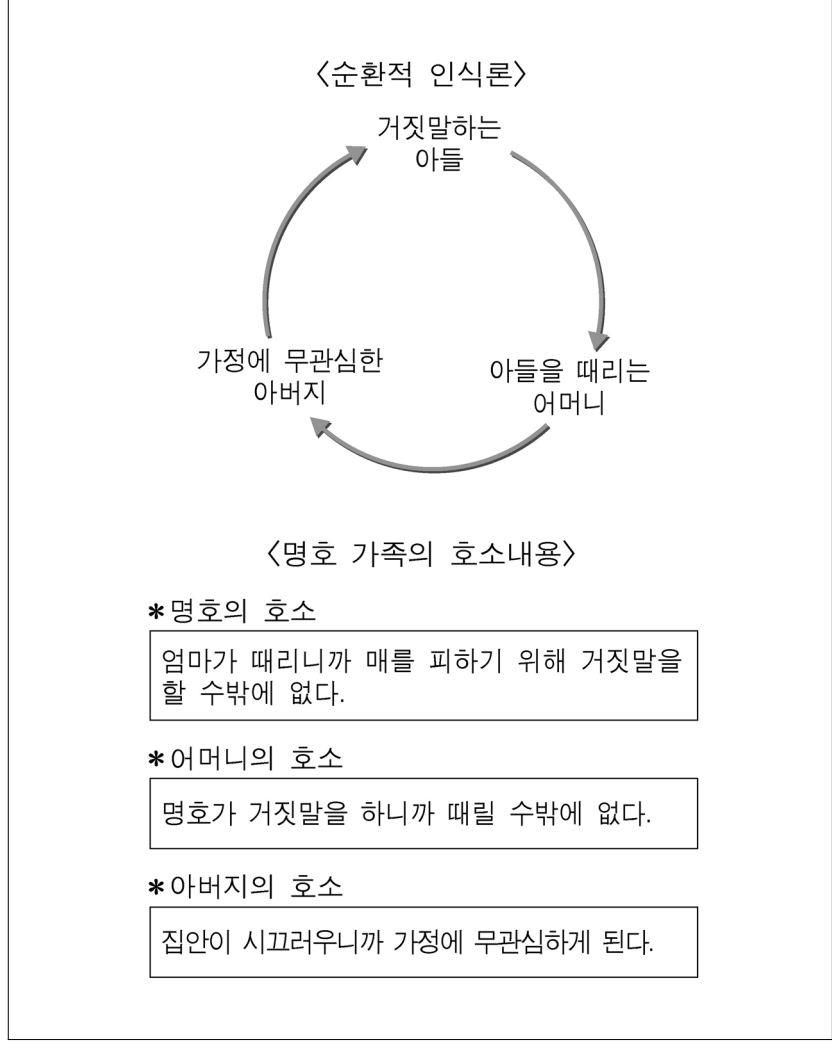 〈순환적 인식론〉
거짓말하는
아들
가정에 무관심한
아버지
아들을 때리는
어머니
〈명호 가족의 호소내용〉
*명호의 호소
엄마가 때리니까 매를 피하기 위해 거짓말을
할 수밖에 없다.
*어머니의 호소
명호가 거짓말을 하니까 때릴 수밖에 없다.
*아버지의 호소
집안이 시끄러우니까 가정에 무관심하게 된다.